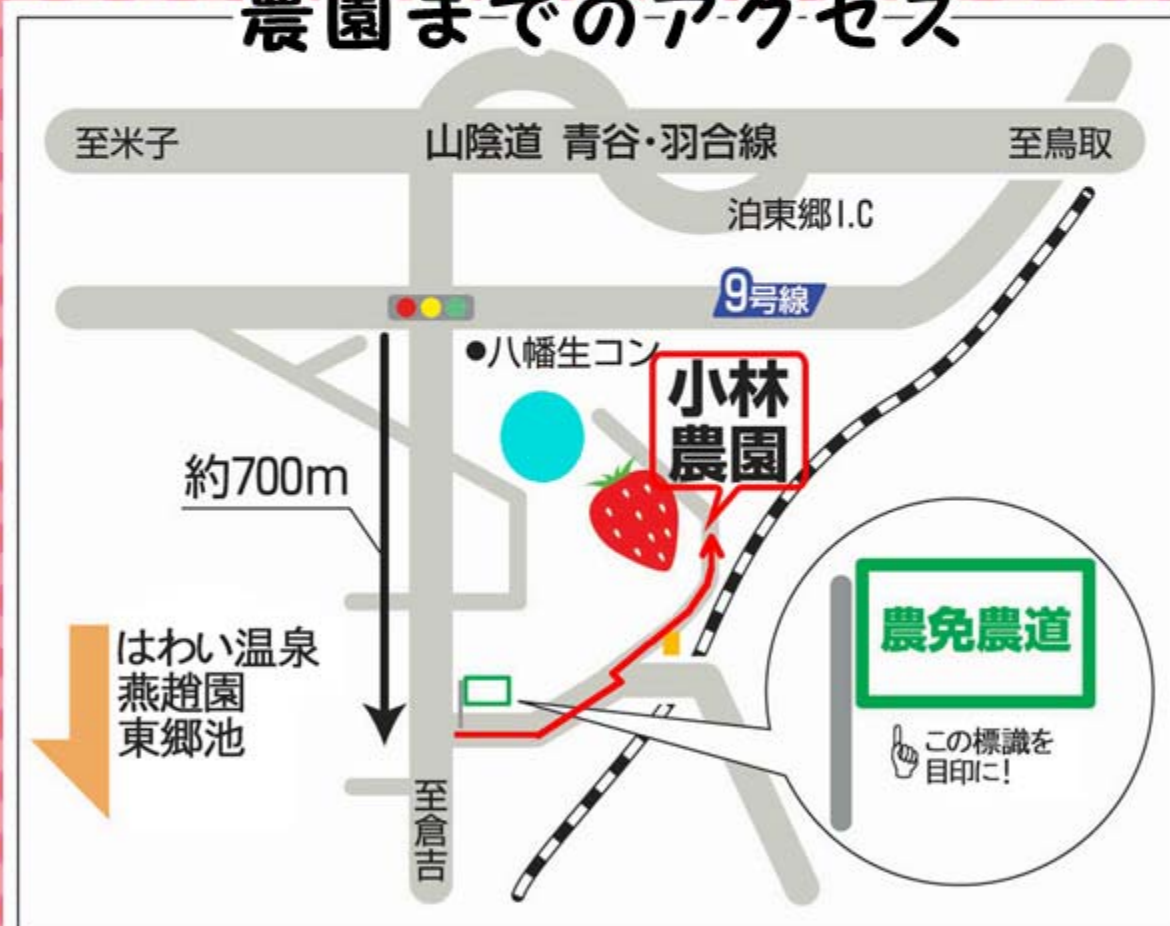 農園までのアクセス
至米子
山陰道 青谷・羽合線
至鳥取
泊東郷I.C
9号線
●八幡生コン
小林
農園
約700m
はわい温泉
燕趙園
東郷池
農免農道
この標識を
目印に!
至倉吉